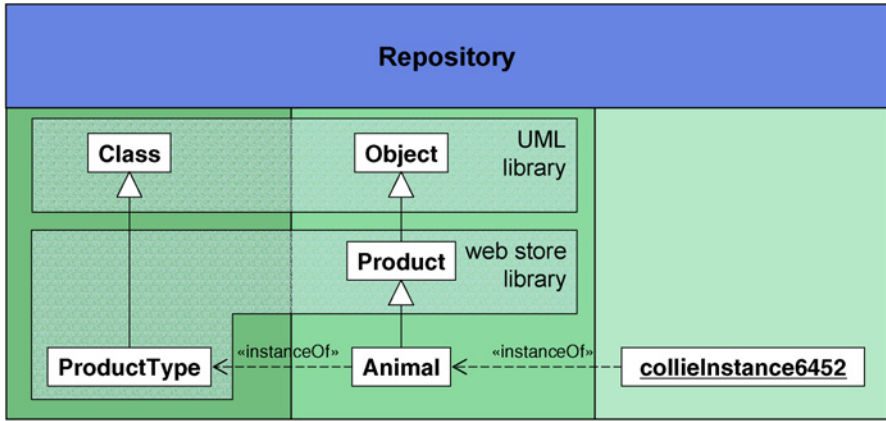 Repository
Class
Object
UML
library
Product
web store
library
ProductType
«instanceOf»
Animal
«instanceOf»
collieInstance6452